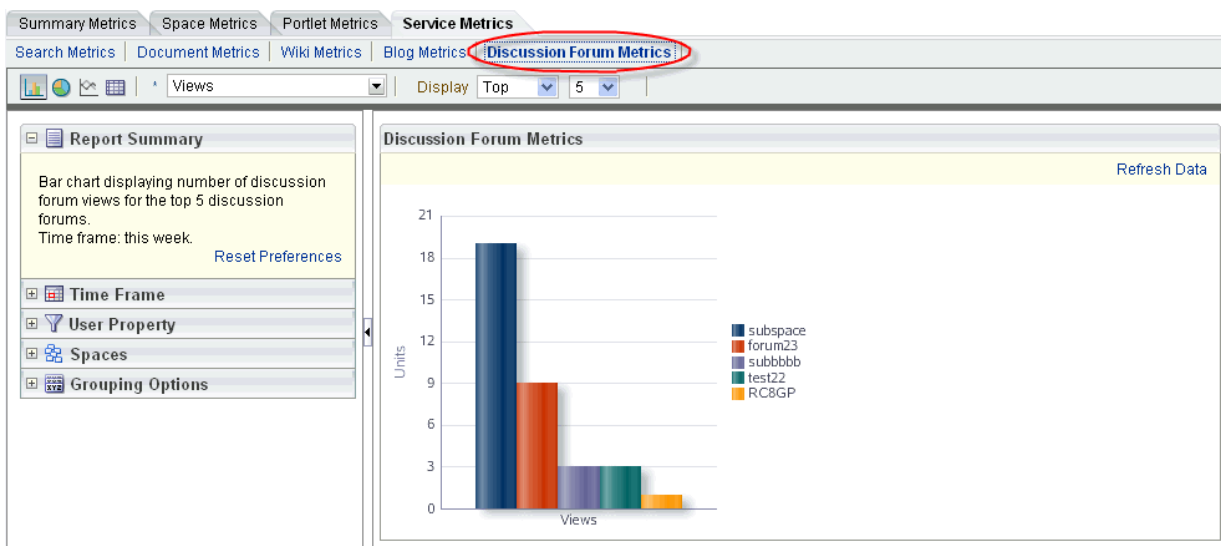 Summary Metrics Space Metrics Portlet Metrics Service Metrics
Search Metrics Document Metrics Wiki Metrics Blog Metrics Discussion Forum Metrics
* Views Display Top 5
Report Summary
Bar chart displaying number of discussion
forum views for the top 5 discussion
forums.
Time frame: this week.
Reset Preferences
Time Frame
User Property
Spaces
Grouping Options
Discussion Forum Metrics
Refresh Data
21
18
15
12
9
6
3
0
Units
Views
subspace
forum23
subbbbb
test22
RC8GP